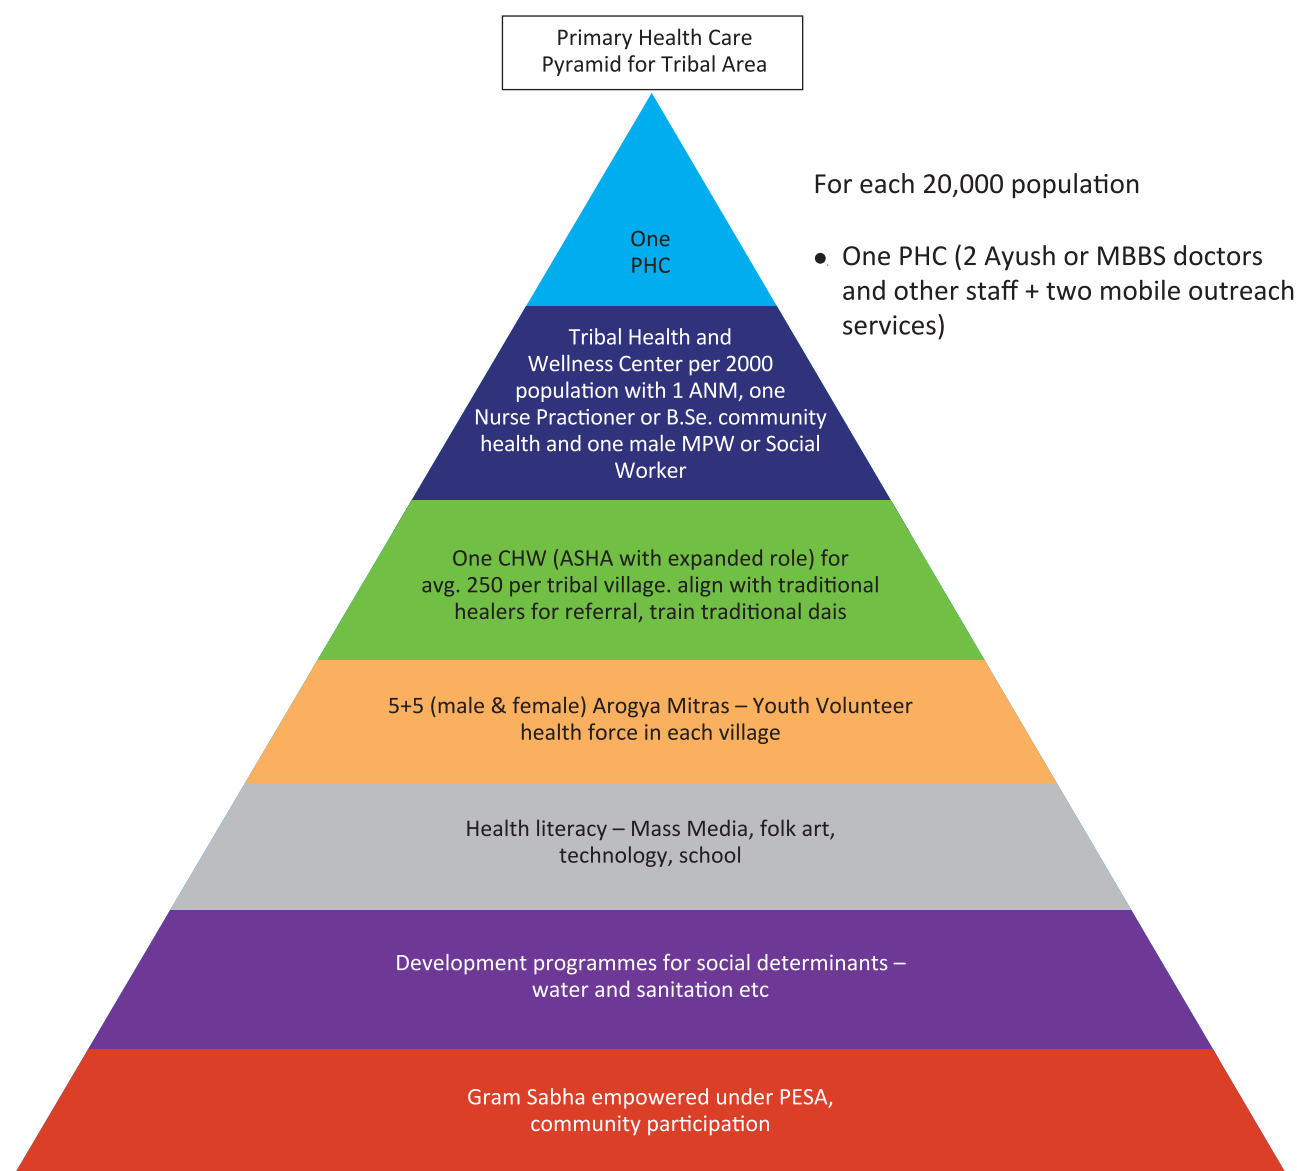 Primary Health Care
Pyramid for Tribal Area
One
PHC
For each 20,000 population
● One PHC (2 Ayush or MBBS doctors
and other staff + two mobile outreach
services)
Tribal Health and
Wellness Center per 2000
population with 1 ANM, one
Nurse Practioner or B.Se. community
health and one male MPW or Social
Worker
One CHW (ASHA with expanded role) for
avg. 250 per tribal village. align with traditional
healers for referral, train traditional dais
5+5 (male & female) Arogya Mitras – Youth Volunteer
health force in each village
Health literacy – Mass Media, folk art,
technology, school
Development programmes for social determinants –
water and sanitation etc
Gram Sabha empowered under PESA,
community participation